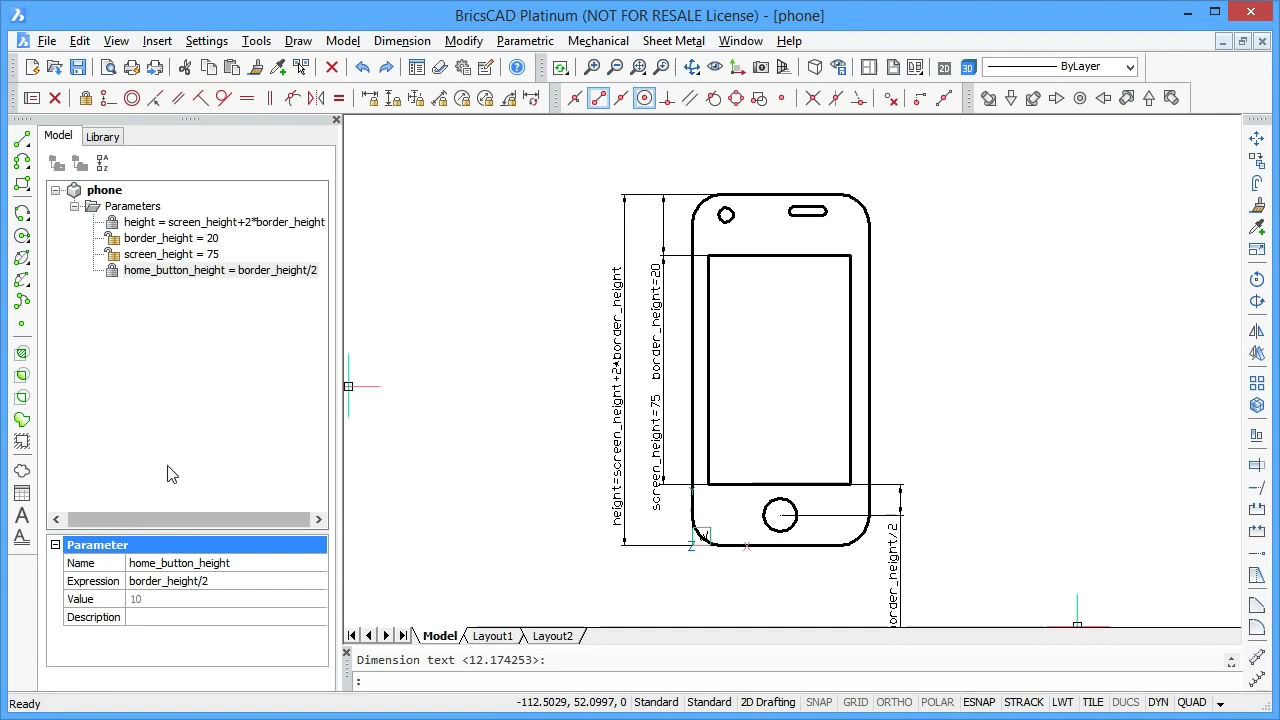 BricsCAD Platinum (NOT FOR RESALE License) - [phone]
File Edit View Insert Settings Tools Draw Model Dimension Modify Parametric Mechanical Sheet Metal Window Help
2D 3D ByLayer
Model Library
phone
Parameters
height = screen_height+2*border_height
border_height = 20
screen_height = 75
home_button_height = border_height/2
Parameter
Name home_button_height
Expression border_height/2
Value 10
Description
height=screen_height+2*border_height
border_height=20
screen_height=75
border_height/2
Z
X
Model Layout1 Layout2
Dimension text <12.174253>:
:
Ready -112.5029, 52.0997, 0 Standard Standard 2D Drafting SNAP GRID ORTHO POLAR ESNAP STRACK LWT TILE DUCS DYN QUAD